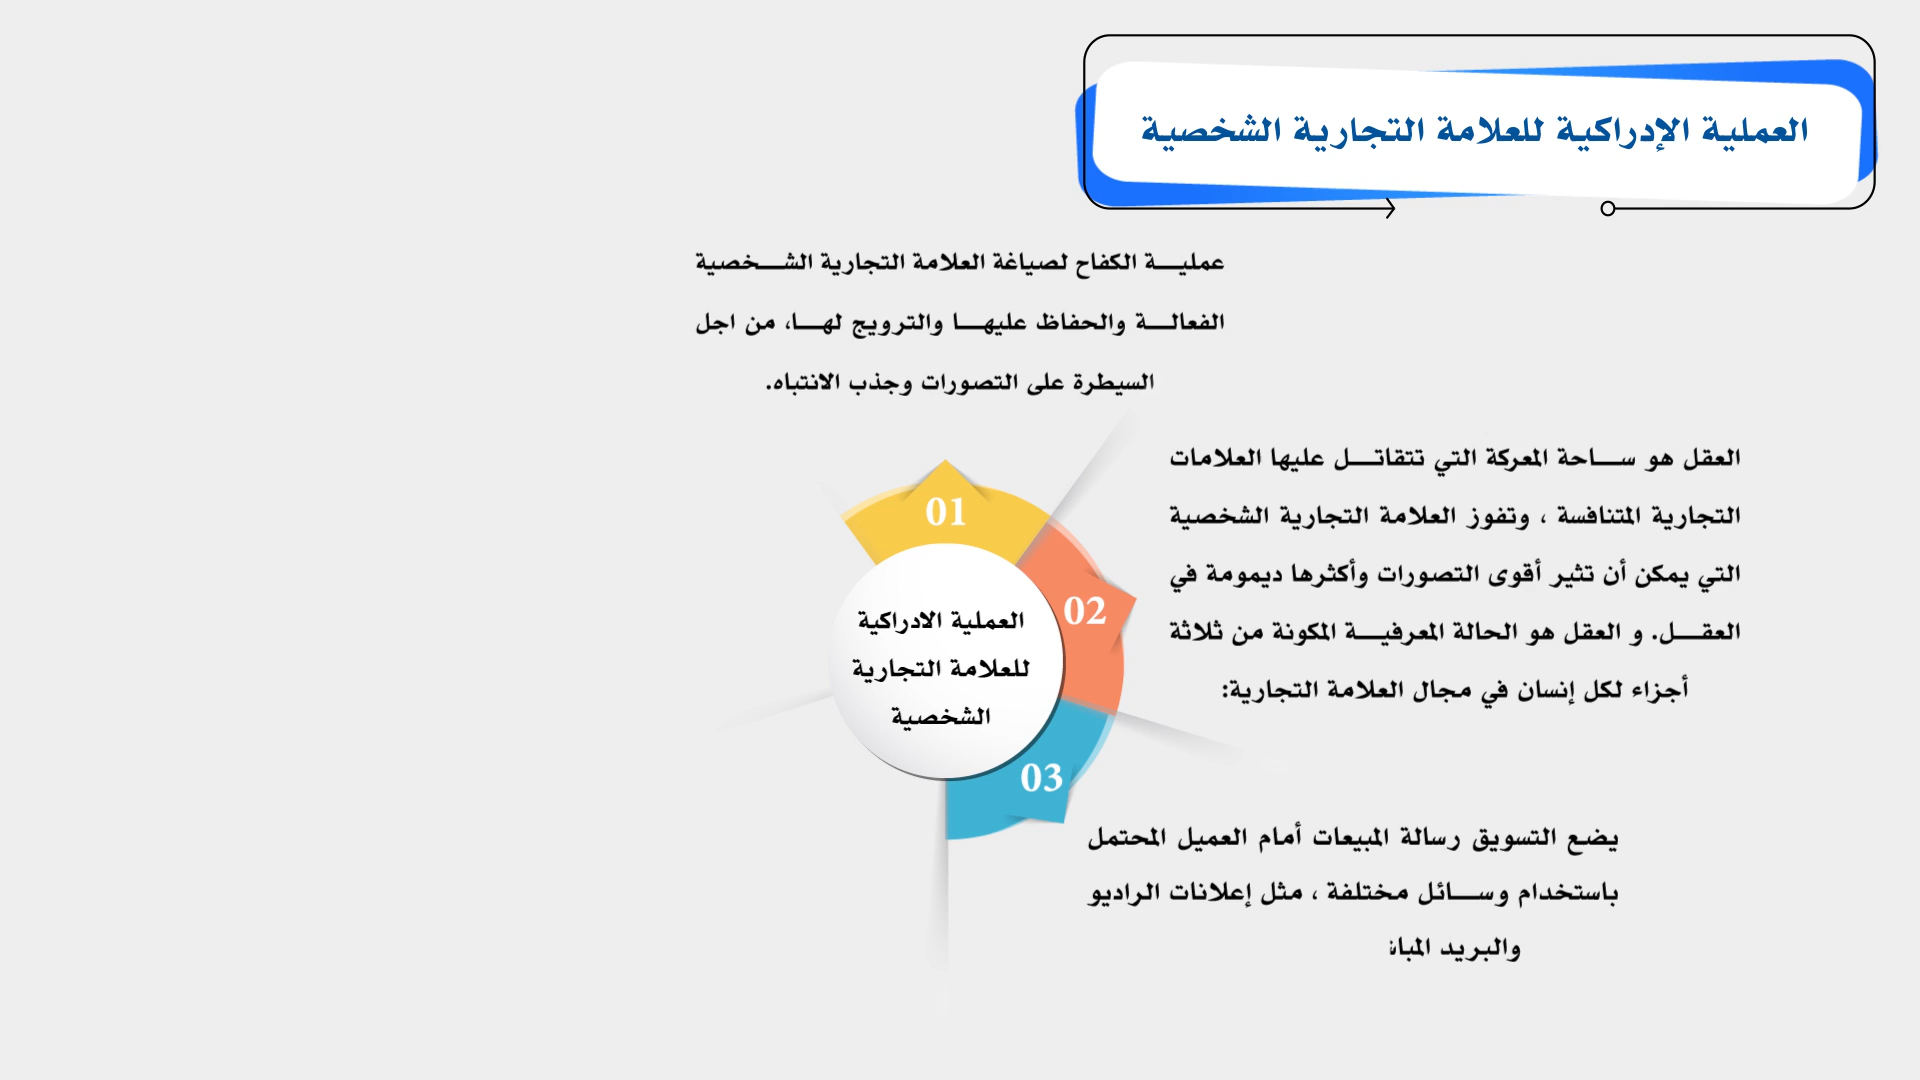 العملية الإدراكية للعلامة التجارية الشخصية
عمليـــة الكفاح لصياغة العلامة التجارية الشـــخصية
الفعالـــة والحفاظ عليهـــا والترويج لهـــا، من اجل
السيطرة على التصورات وجذب الانتباه.
01
العقل هو ســـاحة المعركة التي تتقاتـــل عليها العلامات
التجارية المتنافسة ، وتفوز العلامة التجارية الشخصية
التي يمكن أن تثير أقوى التصورات وأكثرها ديمومة في
العقـــل. و العقل هو الحالة المعرفيـــة المكونة من ثلاثة
أجزاء لكل إنسان في مجال العلامة التجارية:
02
العملية الادراكية
للعلامة التجارية
الشخصية
03
يضع التسويق رسالة المبيعات أمام العميل المحتمل
باستخدام وســـائل مختلفة ، مثل إعلانات الراديو
والبريد